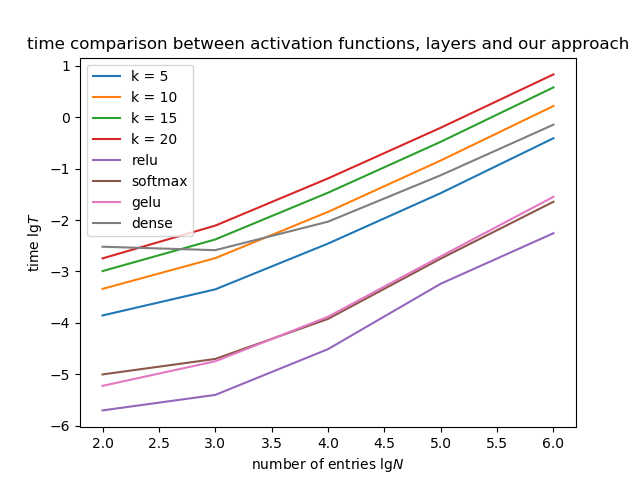 time comparison between activation functions, layers and our approach
k = 5
k = 10
k = 15
k = 20
relu
softmax
gelu
dense
1
0
−1
−2
−3
−4
−5
−6
time lgT
2.0 2.5 3.0 3.5 4.0 4.5 5.0 5.5 6.0
number of entries lgN